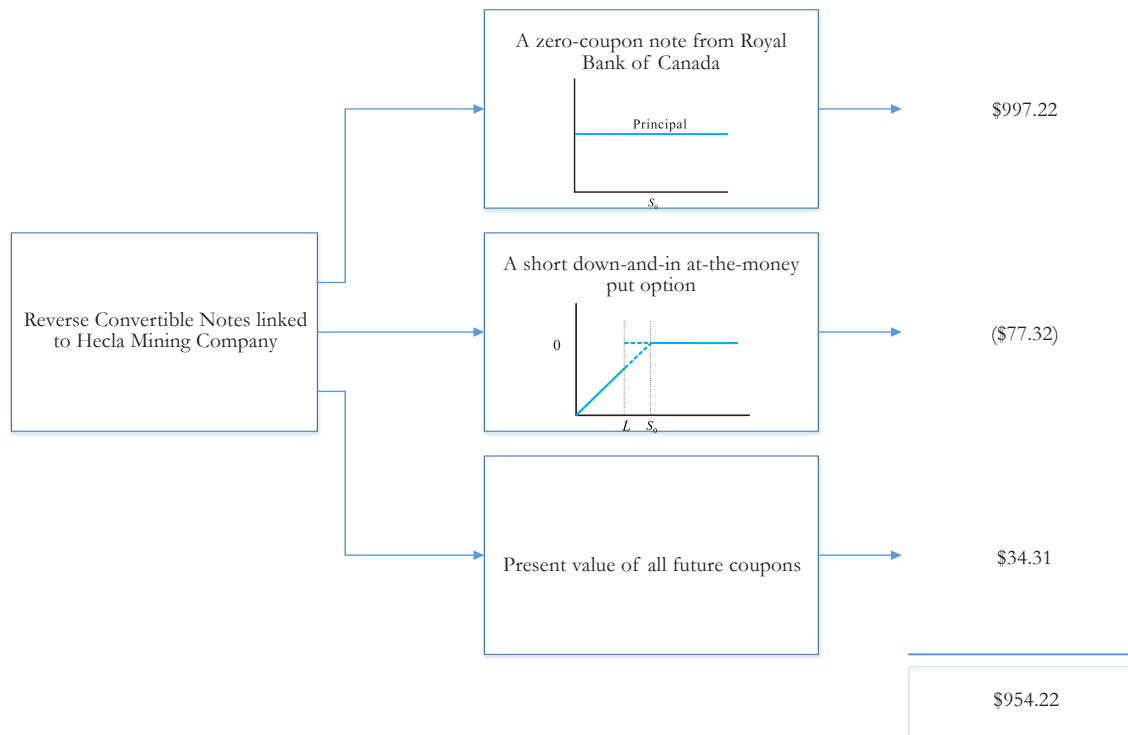 A zero-coupon note from Royal
Bank of Canada
Principal
S₀
$997.22
Reverse Convertible Notes linked
to Hecla Mining Company
A short down-and-in at-the-money
put option
0
L S₀
($77.32)
Present value of all future coupons
$34.31
$954.22